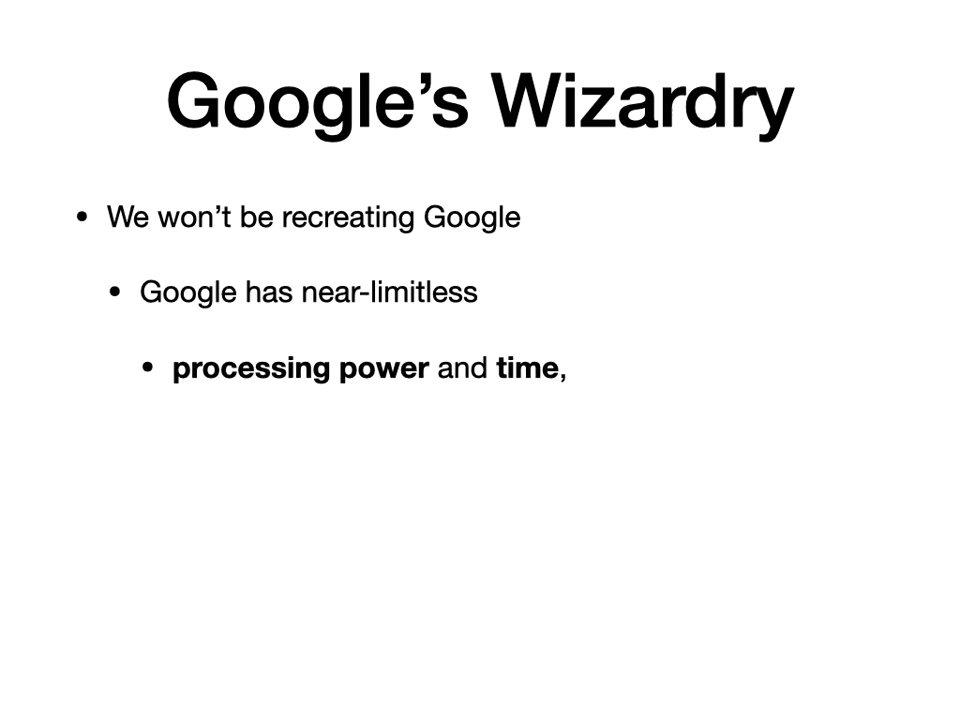 Google’s Wizardry
• We won’t be recreating Google
• Google has near-limitless
• processing power and time,